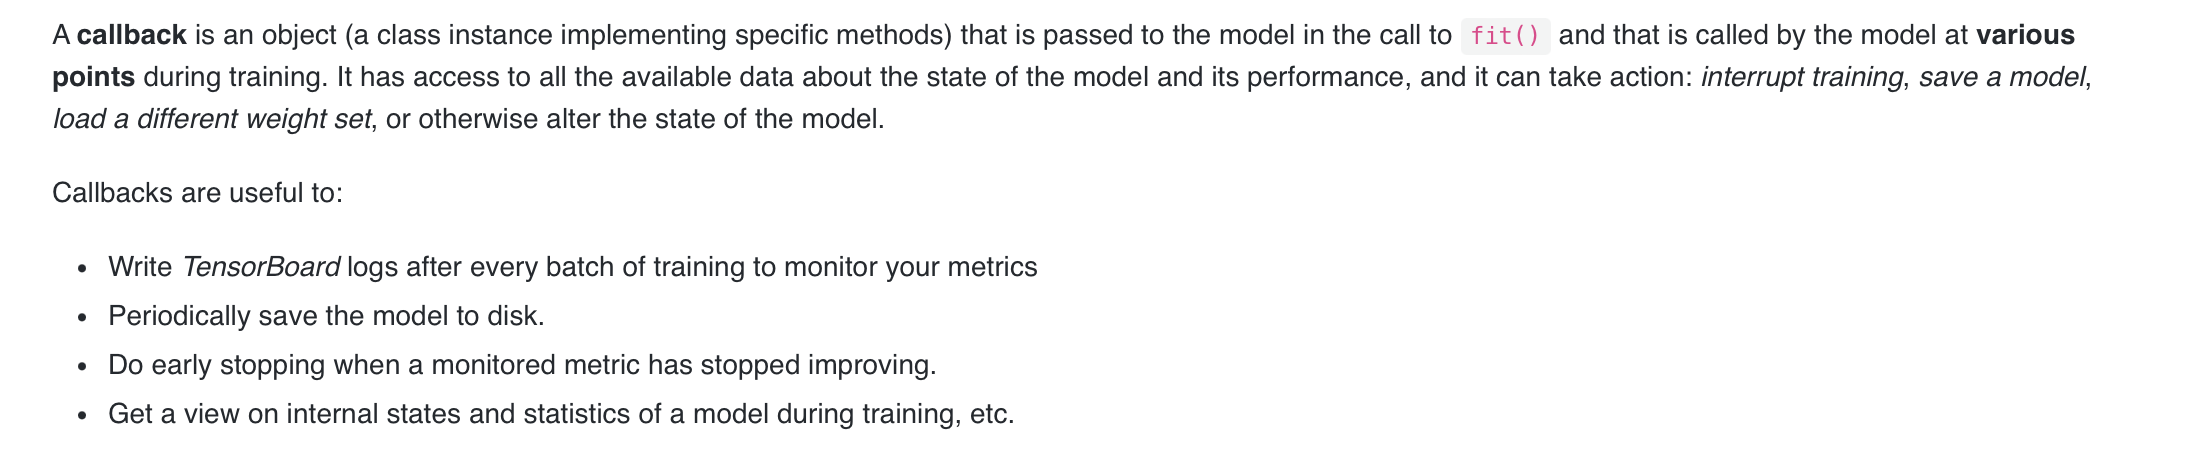 A callback is an object (a class instance implementing specific methods) that is passed to the model in the call to fit() and that is called by the model at various
points during training. It has access to all the available data about the state of the model and its performance, and it can take action: interrupt training, save a model,
load a different weight set, or otherwise alter the state of the model.
Callbacks are useful to:
• Write TensorBoard logs after every batch of training to monitor your metrics
• Periodically save the model to disk.
• Do early stopping when a monitored metric has stopped improving.
• Get a view on internal states and statistics of a model during training, etc.